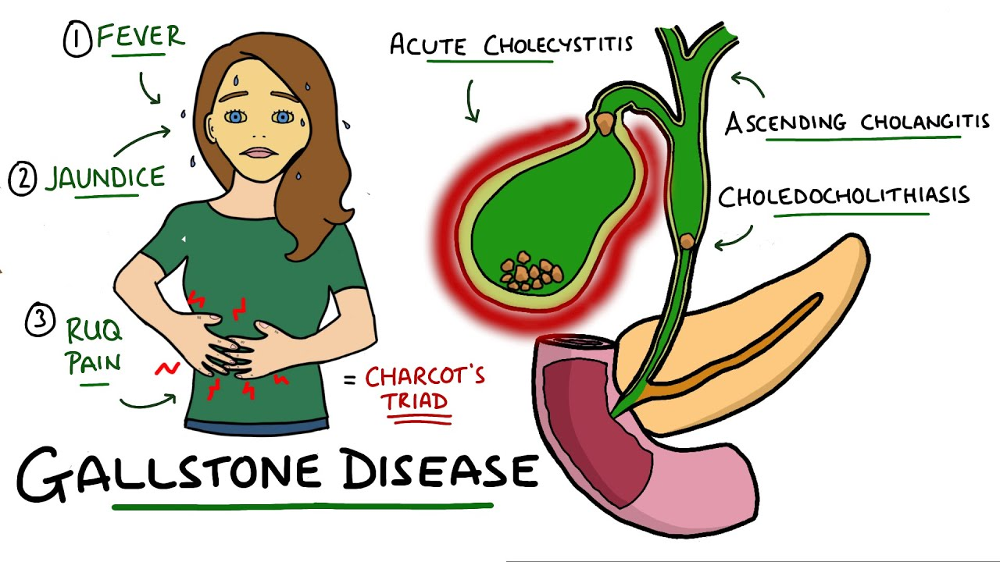 ① FEVER
② JAUNDICE
③ RUQ
PAIN
= CHARCOT'S
TRIAD
ACUTE CHOLECYSTITIS
ASCENDING CHOLANGITIS
CHOLEDOCHOLITHIASIS
GALLSTONE DISEASE